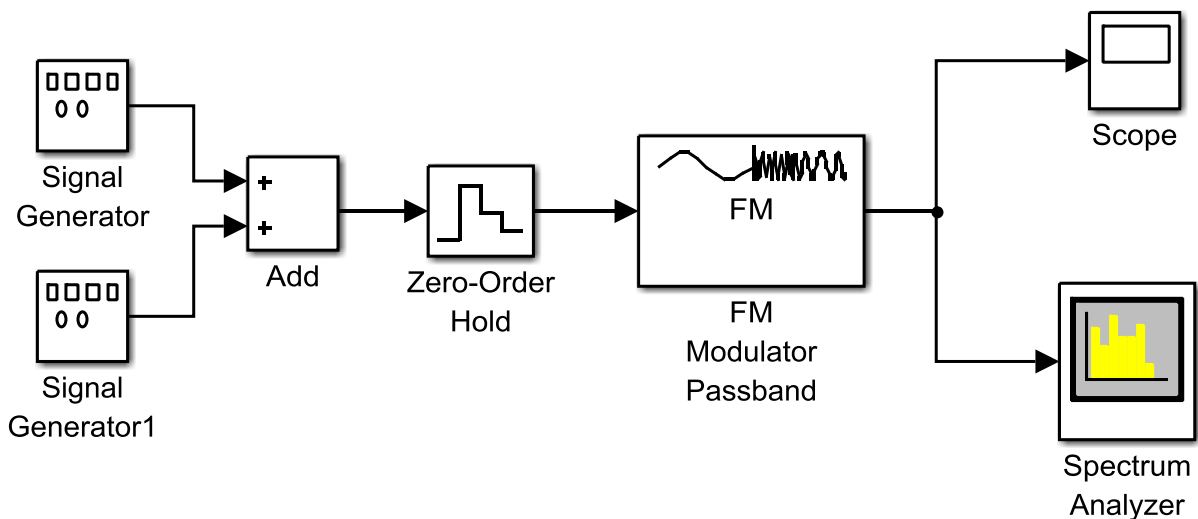 Signal
Generator
+
+
Add
Signal
Generator1
Zero-Order
Hold
FM
FM
Modulator
Passband
Scope
Spectrum
Analyzer